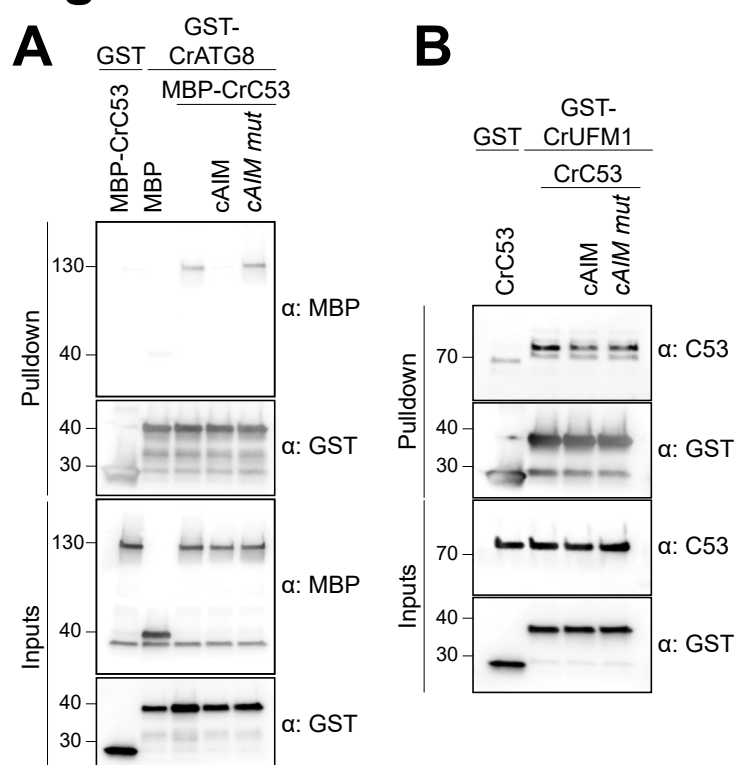 A
GST
GST-
CrATG8
MBP-CrC53
MBP-CrC53
MBP
cAIM
cAIM mut
Pulldown
130
40
α: MBP
40
30
α: GST
Inputs
130
40
α: MBP
40
30
α: GST
B
GST
GST-
CrUFM1
CrC53
CrC53
cAIM
cAIM mut
Pulldown
70
α: C53
40
30
α: GST
Inputs
70
α: C53
40
30
α: GST